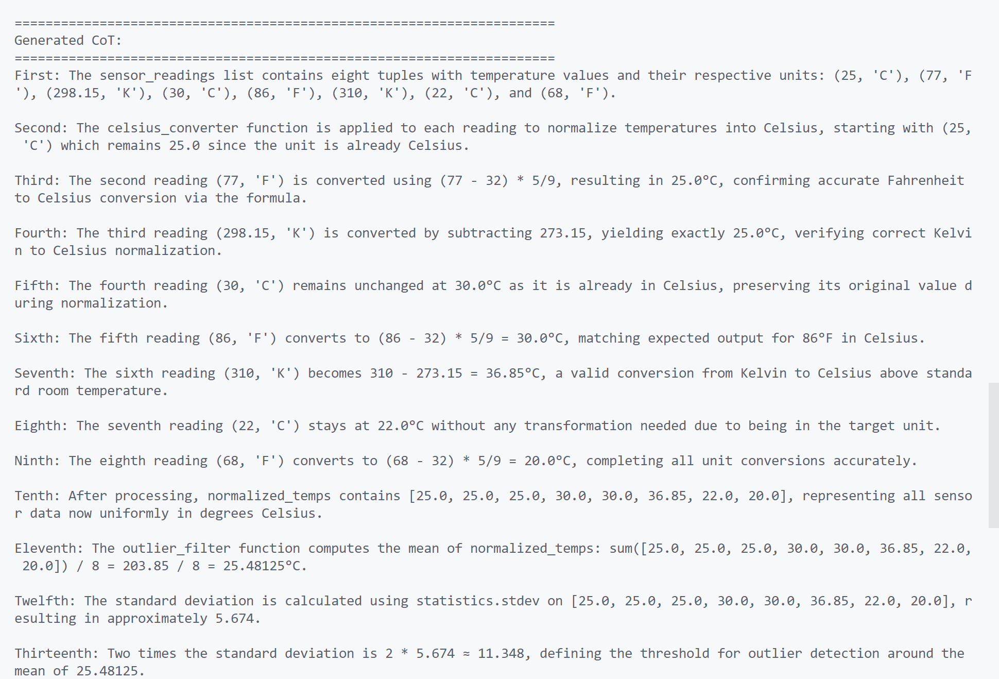 ======================================================================
Generated CoT:
======================================================================
First: The sensor_readings list contains eight tuples with temperature values and their respective units: (25, 'C'), (77, 'F
'), (298.15, 'K'), (30, 'C'), (86, 'F'), (310, 'K'), (22, 'C'), and (68, 'F').
Second: The celsius_converter function is applied to each reading to normalize temperatures into Celsius, starting with (25,
 'C') which remains 25.0 since the unit is already Celsius.
Third: The second reading (77, 'F') is converted using (77 - 32) * 5/9, resulting in 25.0°C, confirming accurate Fahrenheit
to Celsius conversion via the formula.
Fourth: The third reading (298.15, 'K') is converted by subtracting 273.15, yielding exactly 25.0°C, verifying correct Kelvi
n to Celsius normalization.
Fifth: The fourth reading (30, 'C') remains unchanged at 30.0°C as it is already in Celsius, preserving its original value d
uring normalization.
Sixth: The fifth reading (86, 'F') converts to (86 - 32) * 5/9 = 30.0°C, matching expected output for 86°F in Celsius.
Seventh: The sixth reading (310, 'K') becomes 310 - 273.15 = 36.85°C, a valid conversion from Kelvin to Celsius above standa
rd room temperature.
Eighth: The seventh reading (22, 'C') stays at 22.0°C without any transformation needed due to being in the target unit.
Ninth: The eighth reading (68, 'F') converts to (68 - 32) * 5/9 = 20.0°C, completing all unit conversions accurately.
Tenth: After processing, normalized_temps contains [25.0, 25.0, 25.0, 30.0, 30.0, 36.85, 22.0, 20.0], representing all senso
r data now uniformly in degrees Celsius.
Eleventh: The outlier_filter function computes the mean of normalized_temps: sum([25.0, 25.0, 25.0, 30.0, 30.0, 36.85, 22.0,
 20.0]) / 8 = 203.85 / 8 = 25.48125°C.
Twelfth: The standard deviation is calculated using statistics.stdev on [25.0, 25.0, 25.0, 30.0, 30.0, 36.85, 22.0, 20.0], r
esulting in approximately 5.674.
Thirteenth: Two times the standard deviation is 2 * 5.674 ≈ 11.348, defining the threshold for outlier detection around the
mean of 25.48125.